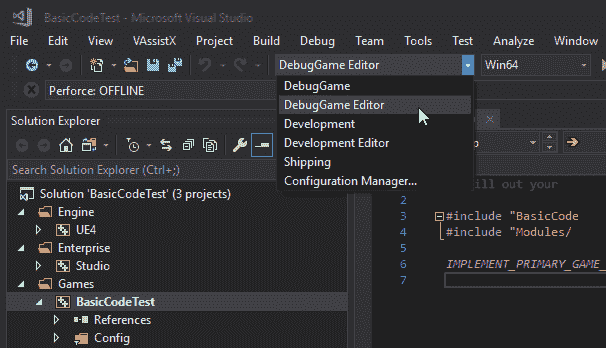 BasicCodeTest - Microsoft Visual Studio
File Edit View VAssistX Project Build Debug Team Tools Test Analyze Window
DebugGame Editor Win64
Perforce: OFFLINE
DebugGame
DebugGame Editor
Development
Development Editor
Shipping
Configuration Manager...
Solution Explorer
Search Solution Explorer (Ctrl+;)
Solution 'BasicCodeTest' (3 projects)
Engine
UE4
Enterprise
Studio
Games
BasicCodeTest
References
Config
ill out your
2
3 #include "BasicCode
4 #include "Modules/
5
6 IMPLEMENT_PRIMARY_GAME_
7